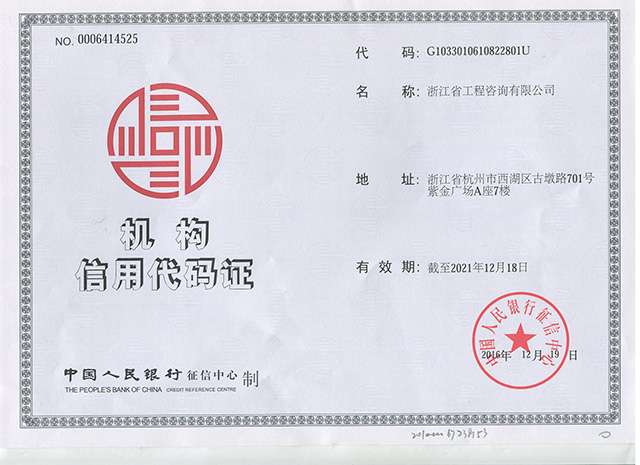 NO. 0006414525
代 码: G1033010610822801U
名 称: 浙江省工程咨询有限公司
地 址: 浙江省杭州市西湖区古墩路701号
紫金广场A座7楼
机 构
信用代码证
有 效 期: 截至2021年12月18日
中国人民银行征信中心
2016年 12月 19日
中国人民银行 征信中心 制
THE PEOPLE'S BANK OF CHINA CREDIT REFERENCE CENTRE